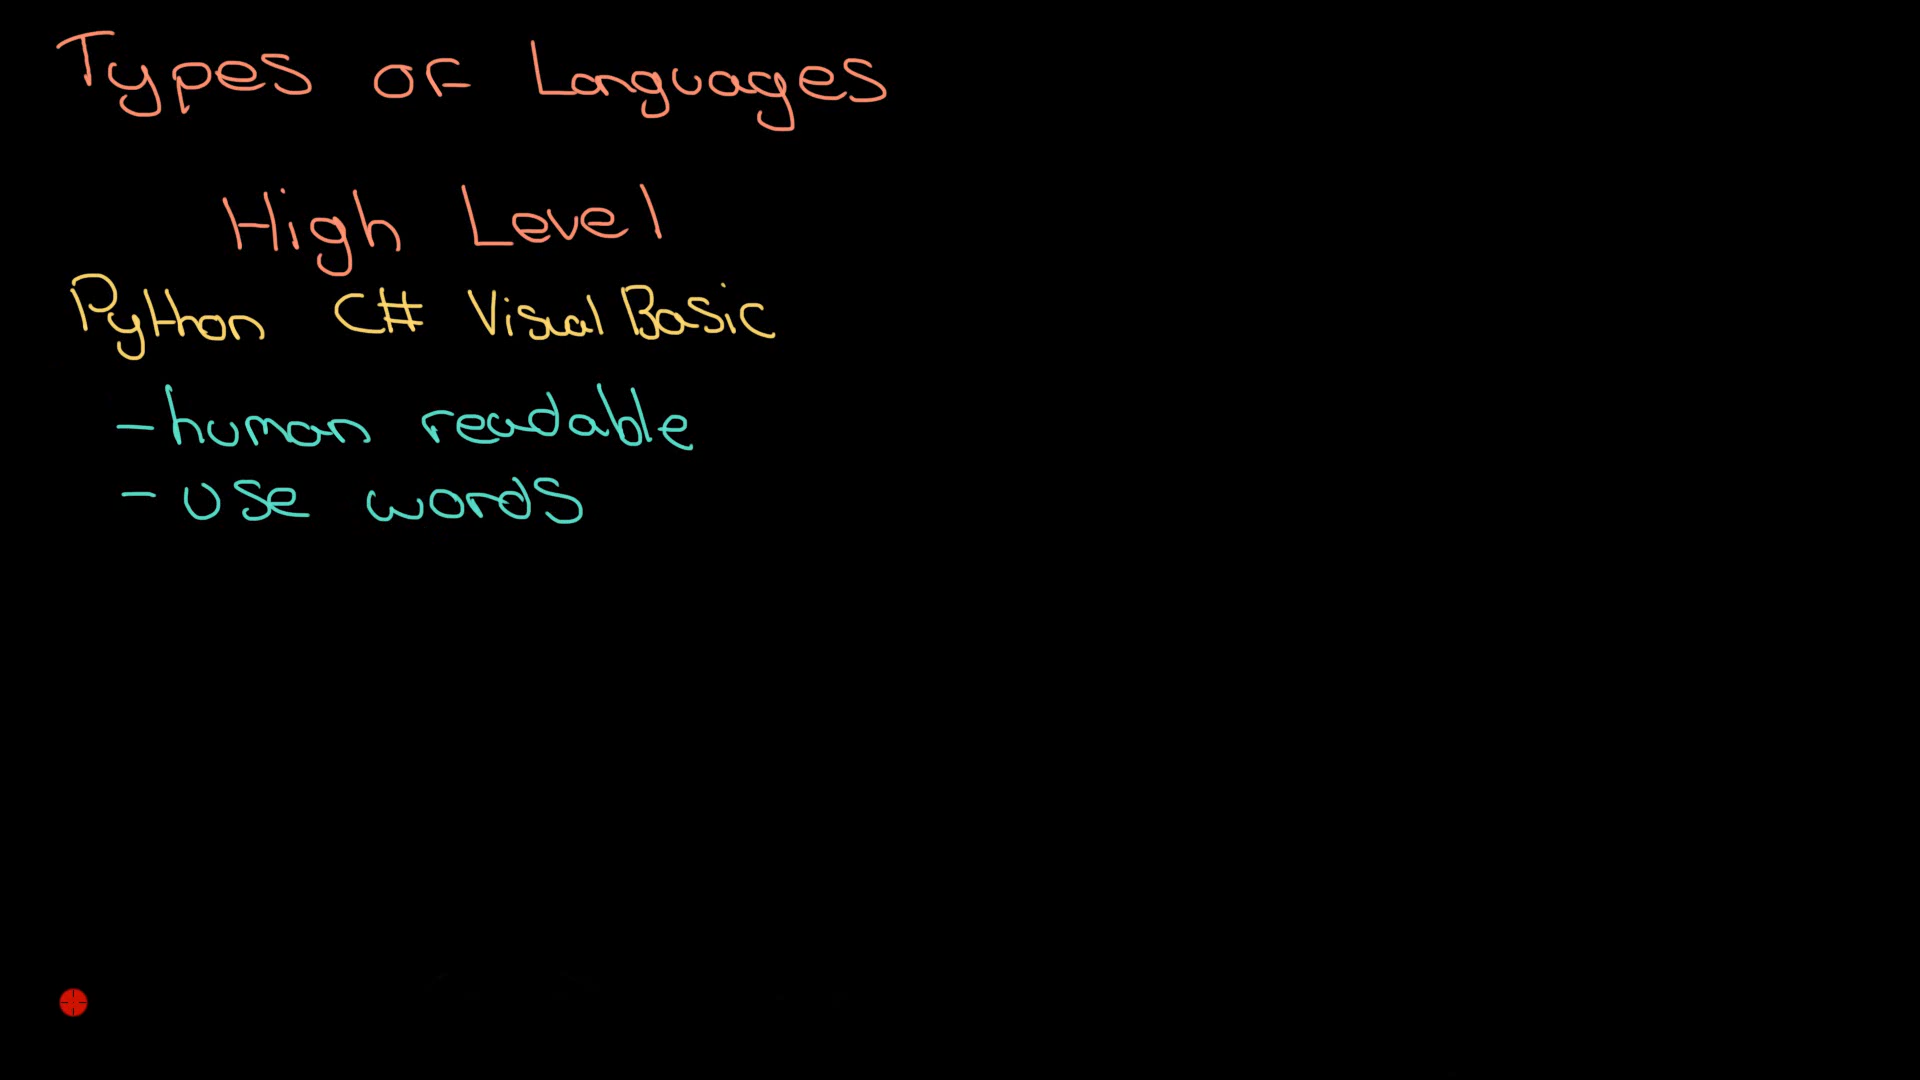 Types of Languages
High Level
Python C# Visual Basic
- human readable
- use words